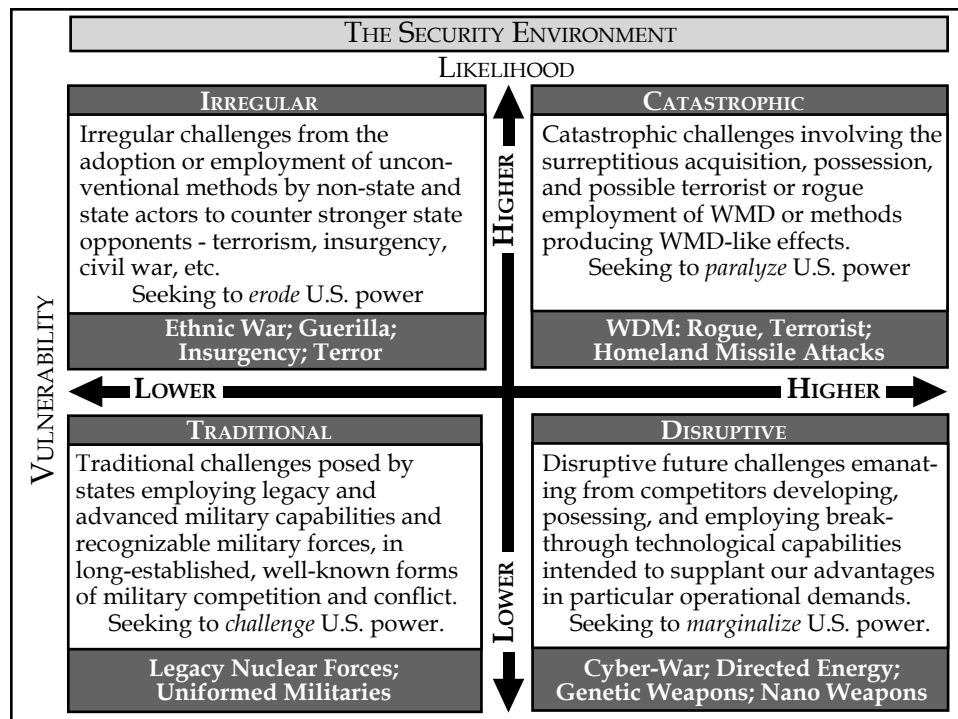 THE SECURITY ENVIRONMENT
LIKELIHOOD
IRREGULAR
Irregular challenges from the
adoption or employment of uncon-
ventional methods by non-state and
state actors to counter stronger state
opponents - terrorism, insurgency,
civil war, etc.
Seeking to erode U.S. power
Ethnic War; Guerilla;
Insurgency; Terror
HIGHER
CATASTROPHIC
Catastrophic challenges involving the
surreptitious acquisition, possession,
and possible terrorist or rogue
employment of WMD or methods
producing WMD-like effects.
Seeking to paralyze U.S. power
WDM: Rogue, Terrorist;
Homeland Missile Attacks
VULNERABILITY
LOWER
HIGHER
TRADITIONAL
Traditional challenges posed by
states employing legacy and
advanced military capabilities and
recognizable military forces, in
long-established, well-known forms
of military competition and conflict.
Seeking to challenge U.S. power.
Legacy Nuclear Forces;
Uniformed Militaries
LOWER
DISRUPTIVE
Disruptive future challenges emanat-
ing from competitors developing,
posessing, and employing break-
through technological capabilities
intended to supplant our advantages
in particular operational demands.
Seeking to marginalize U.S. power.
Cyber-War; Directed Energy;
Genetic Weapons; Nano Weapons